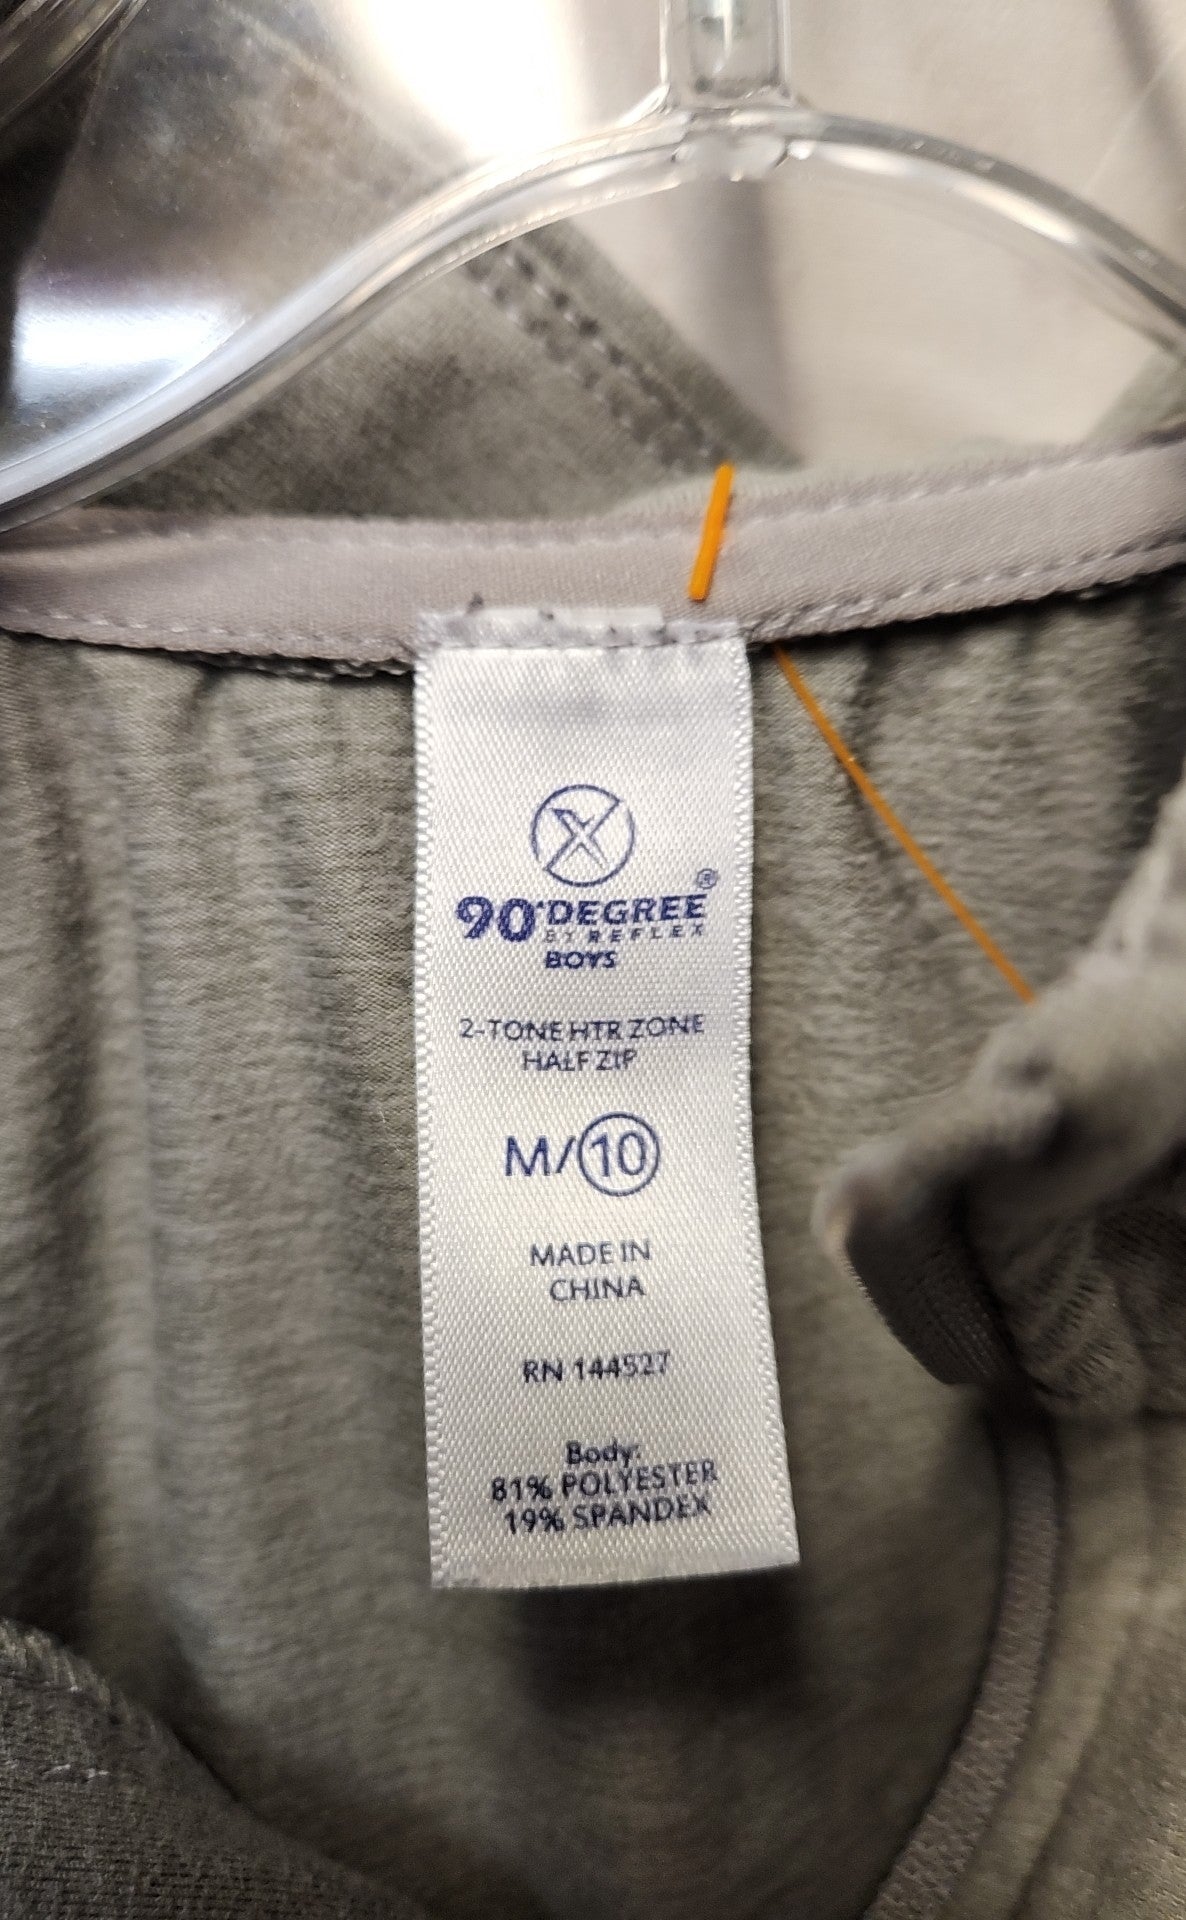 X
90°DEGREE®
BY REFLEX
BOYS
2-TONE HTR ZONE
HALF ZIP
M/10
MADE IN
CHINA
RN 144527
Body:
81% POLYESTER
19% SPANDEX